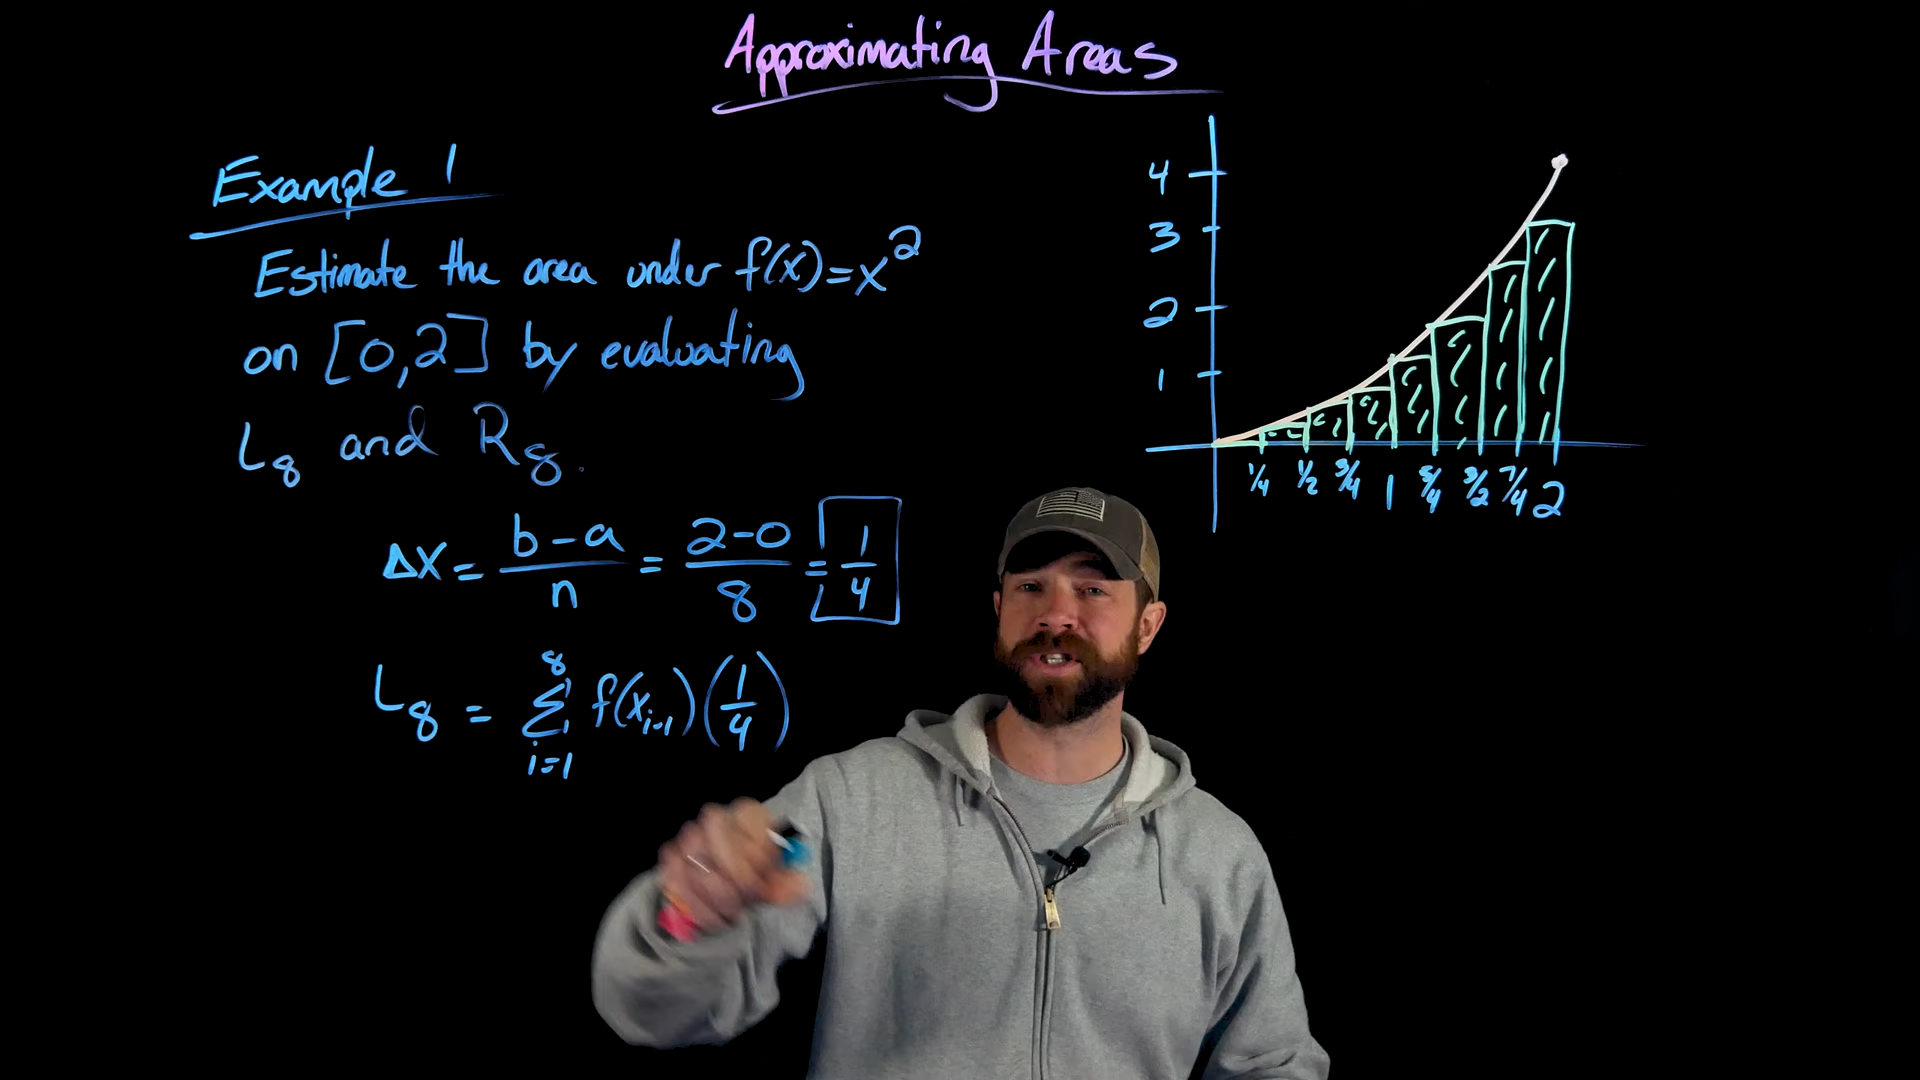 Approximating Areas
Example 1
Estimate the area under f(x)=x²
on [0,2] by evaluating
L₈ and R₈.
Δx = (b-a)/n = (2-0)/8 = 1/4
L₈ = Σ_{i=1}^{8} f(x_{i-1})(1/4)
4
3
2
1
1/4 1/2 3/4 1 5/4 3/2 7/4 2